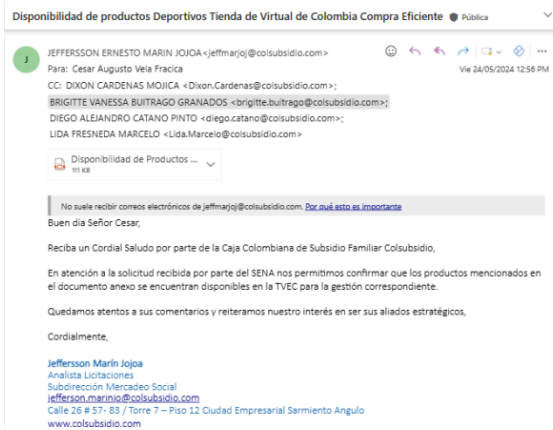 Disponibilidad de productos Deportivos Tienda de Virtual de Colombia Compra Eficiente Pública
J
JEFFERSSON ERNESTO MARIN JOJOA<jeffmarjoj@colsubsidio.com>
Para: Cesar Augusto Vela Fracica
Vie 24/05/2024 12:56 PM
CC: DIXON CARDENAS MOJICA <Dixon.Cardenas@colsubsidio.com>;
BRIGITTE VANESSA BUITRAGO GRANADOS <brigitte.buitrago@colsubsidio.com>;
DIEGO ALEJANDRO CATANO PINTO <diego.catano@colsubsidio.com>;
LIDA FRESNEDA MARCELO <Lida.Marcelo@colsubsidio.com>
Disponibilidad de Productos ...
111 KB
No suele recibir correos electrónicos de jeffmarjoj@colsubsidio.com. Por qué esto es importante
Buen día Señor Cesar,
Reciba un Cordial Saludo por parte de la Caja Colombiana de Subsidio Familiar Colsubsidio,
En atención a la solicitud recibida por parte del SENA nos permitimos confirmar que los productos mencionados en
el documento anexo se encuentran disponibles en la TVEC para la gestión correspondiente.
Quedamos atentos a sus comentarios y reiteramos nuestro interés en ser sus aliados estratégicos,
Cordialmente,
Jeffersson Marín Jojoa
Analista Licitaciones
Subdirección Mercadeo Social
jefferson.marinjo@colsubsidio.com
Calle 26 # 57- 83 / Torre 7 – Piso 12 Ciudad Empresarial Sarmiento Angulo
www.colsubsidio.com